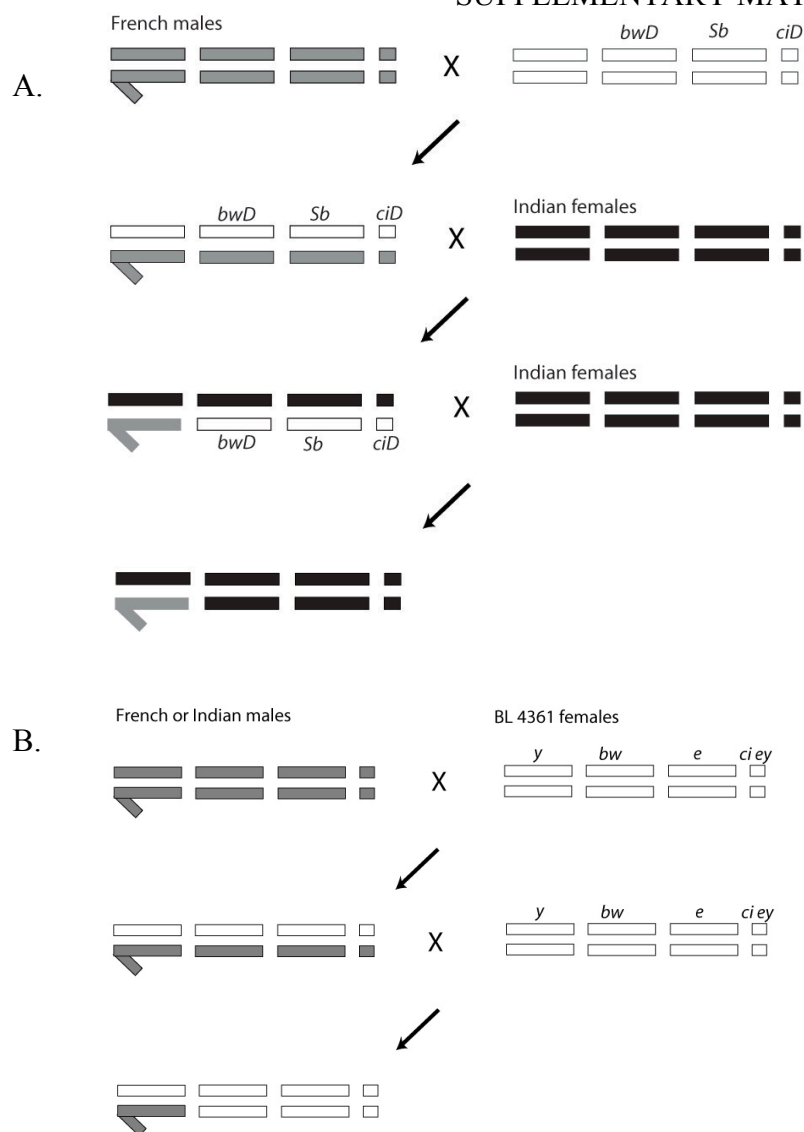 SUPPLEMENTARY MAT
A.
French males
X
bwD Sb ciD
bwD Sb ciD
X
Indian females
X
Indian females
bwD Sb ciD
B.
French or Indian males
BL 4361 females
X
y bw e ci ey
X
y bw e ci ey